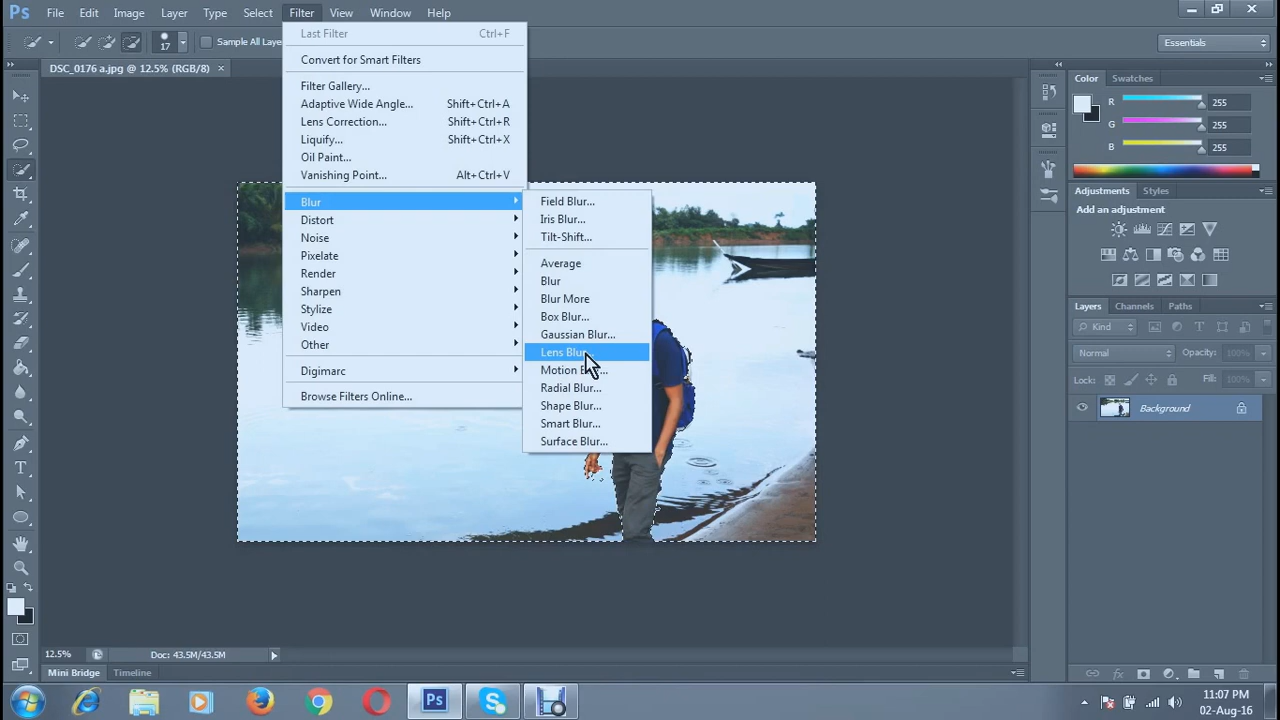 Ps File Edit Image Layer Type Select Filter View Window Help
17 Sample All Laye Essentials
DSC_0176 a.jpg @ 12.5% (RGB/8) ×
Last Filter Ctrl+F
Convert for Smart Filters
Filter Gallery...
Adaptive Wide Angle... Shift+Ctrl+A
Lens Correction... Shift+Ctrl+R
Liquify... Shift+Ctrl+X
Oil Paint...
Vanishing Point... Alt+Ctrl+V
Blur
Distort
Noise
Pixelate
Render
Sharpen
Stylize
Video
Other
Digimarc
Browse Filters Online...
Field Blur...
Iris Blur...
Tilt-Shift...
Average
Blur
Blur More
Box Blur...
Gaussian Blur...
Lens Blur...
Motion Blur...
Radial Blur...
Shape Blur...
Smart Blur...
Surface Blur...
Color Swatches
R 255
G 255
B 255
Adjustments Styles
Add an adjustment
Layers Channels Paths
Kind
Normal Opacity: 100%
Lock: Fill: 100%
Background
12.5% Doc: 43.5M/43.5M
Mini Bridge Timeline
Ps
11:07 PM
02-Aug-16